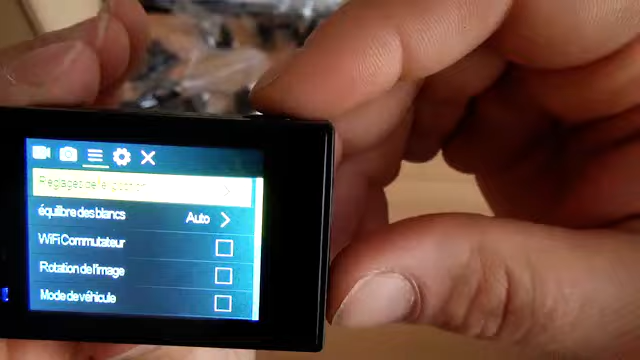 équilibre des blancs Auto
WiFi Commutateur
Rotation de l'image
Mode de véhicule